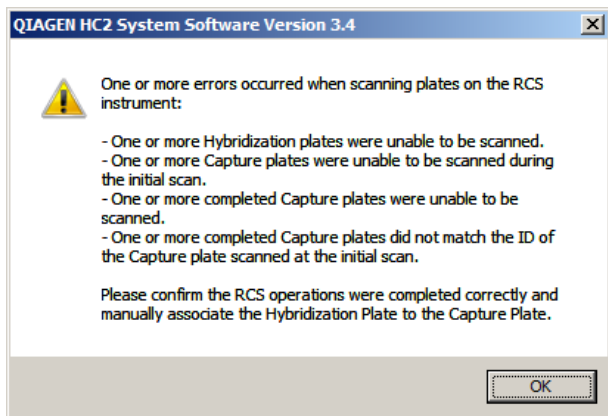 QIAGEN HC2 System Software Version 3.4
One or more errors occurred when scanning plates on the RCS
instrument:
- One or more Hybridization plates were unable to be scanned.
- One or more Capture plates were unable to be scanned during
the initial scan.
- One or more completed Capture plates were unable to be
scanned.
- One or more completed Capture plates did not match the ID of
the Capture plate scanned at the initial scan.
Please confirm the RCS operations were completed correctly and
manually associate the Hybridization Plate to the Capture Plate.
OK